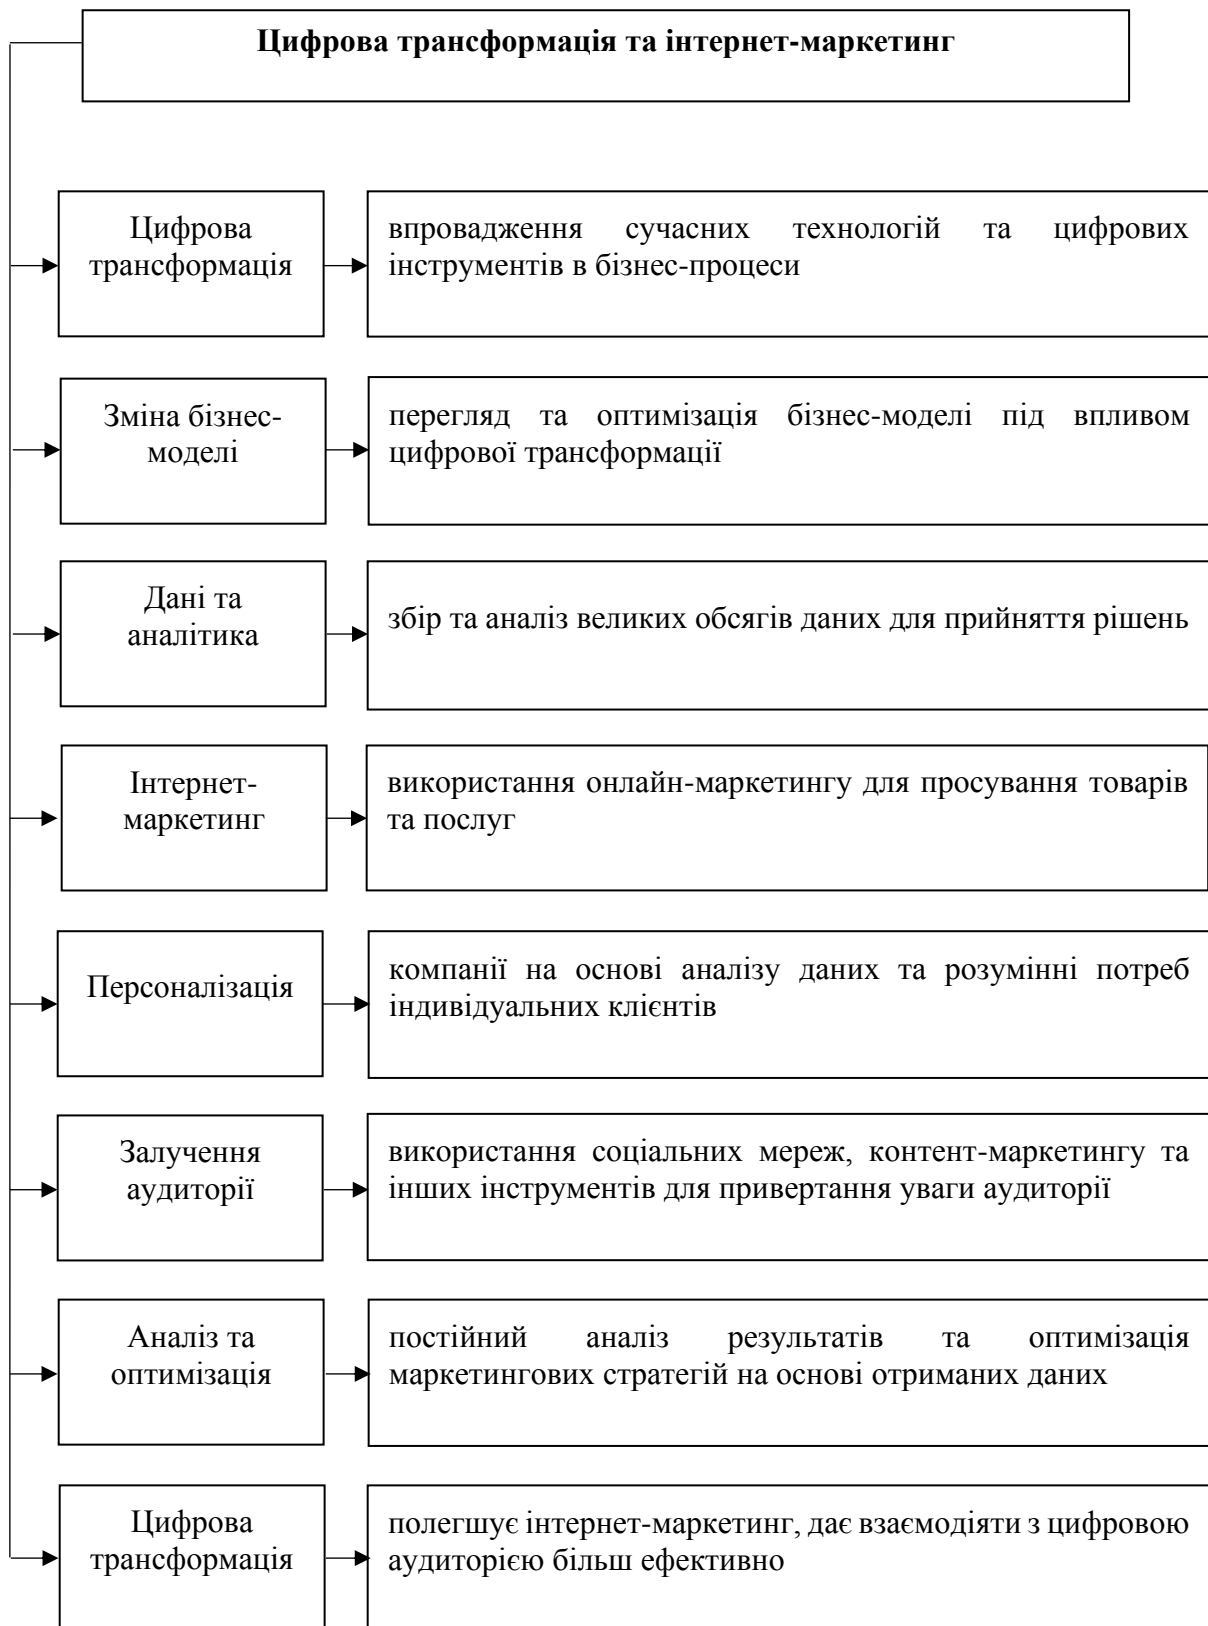 Цифрова трансформація та інтернет-маркетинг
Цифрова
трансформація
впровадження сучасних технологій та цифрових
інструментів в бізнес-процеси
Зміна бізнес-
моделі
перегляд та оптимізація бізнес-моделі під впливом
цифрової трансформації
Дані та
аналітика
збір та аналіз великих обсягів даних для прийняття рішень
Інтернет-
маркетинг
використання онлайн-маркетингу для просування товарів
та послуг
Персоналізація
компанії на основі аналізу даних та розумінні потреб
індивідуальних клієнтів
Залучення
аудиторії
використання соціальних мереж, контент-маркетингу та
інших інструментів для привертання уваги аудиторії
Аналіз та
оптимізація
постійний аналіз результатів та оптимізація
маркетингових стратегій на основі отриманих даних
Цифрова
трансформація
полегшує інтернет-маркетинг, дає взаємодіяти з цифровою
аудиторією більш ефективно